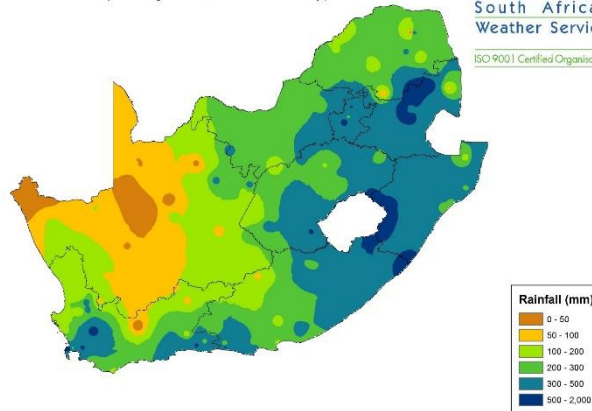 South Africa
Weather Servi
ISO 9001 Certified Organisa
Rainfall (mm)
0 - 50
50 - 100
100 - 200
200 - 300
300 - 500
500 - 2,000